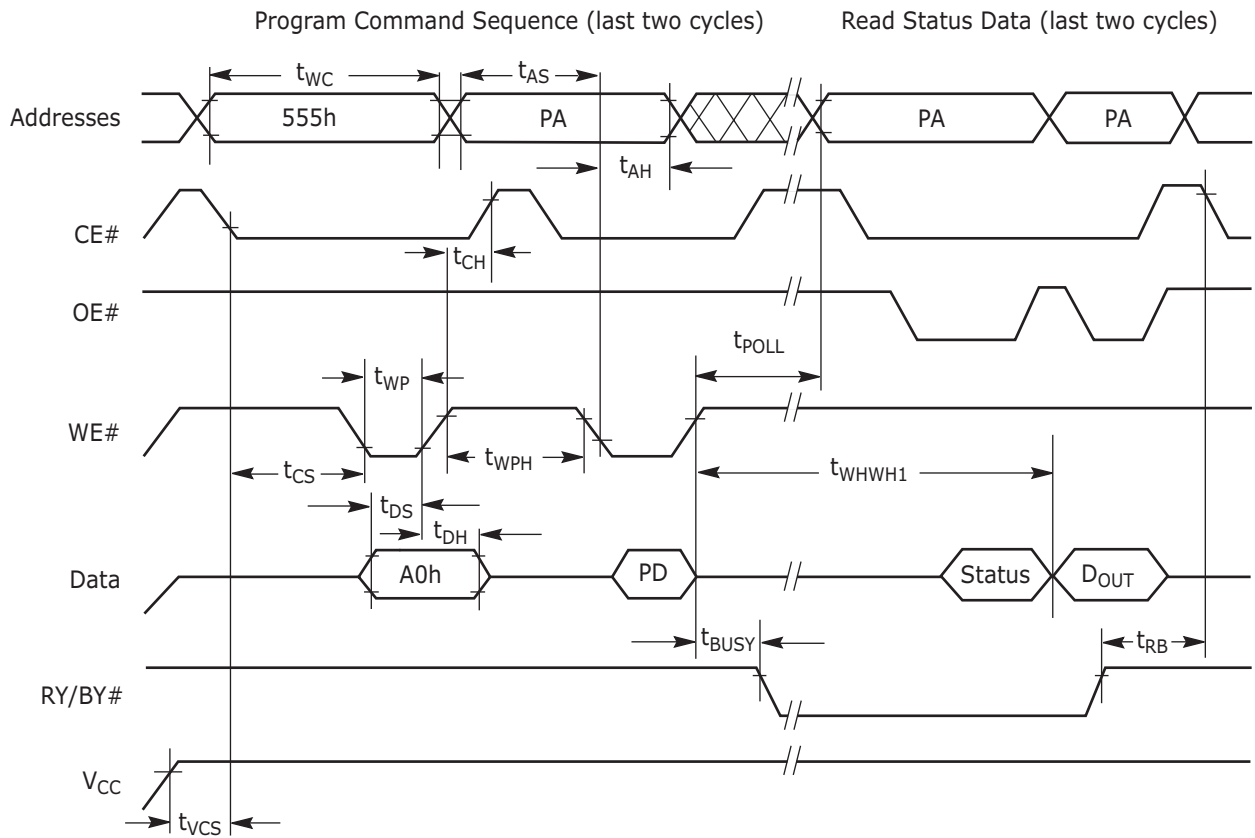 Program Command Sequence (last two cycles) Read Status Data (last two cycles)
tWC tAS
Addresses 555h PA PA PA
tAH
CE#
tCH
OE#
tPOLL
tWP
WE#
tCS tWPH tWHWH1
tDS
tDH
Data A0h PD Status DOUT
tBUSY tRB
RY/BY#
VCC
tVCS